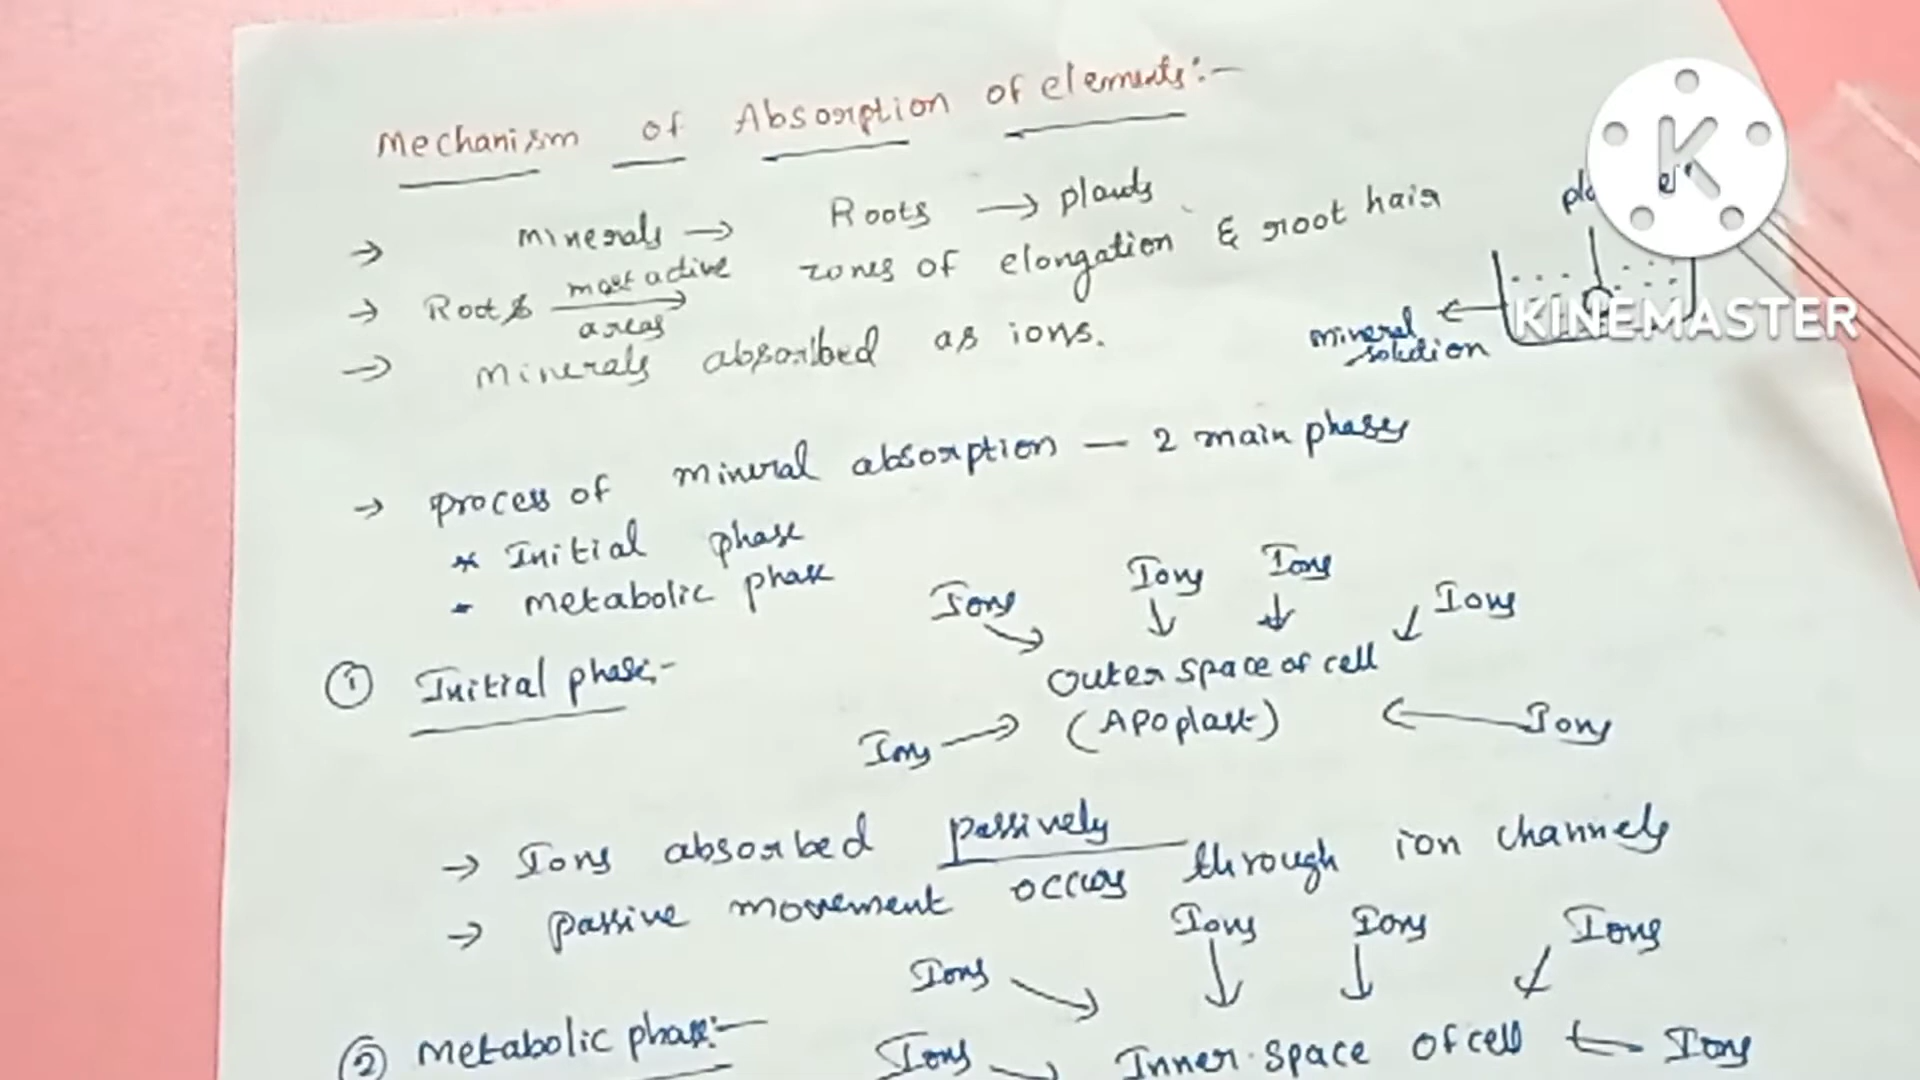 Mechanism of Absorption of elements:-
→ minerals → Roots → plants
→ Roots most active areas → zones of elongation & root hair
→ minerals absorbed as ions.
mineral solution
KINEMASTER
→ process of mineral absorption — 2 main phases
* Initial phase
- metabolic phase
Ions Ions Ions Ions
① Initial phase:-
Outer space of cell
(Apoplast)
Ions → ← Ions
→ Ions absorbed passively
→ passive movement occurs through ion channels
Ions Ions Ions Ions
② Metabolic phase:-
Ions → Inner space of cell ← Ions